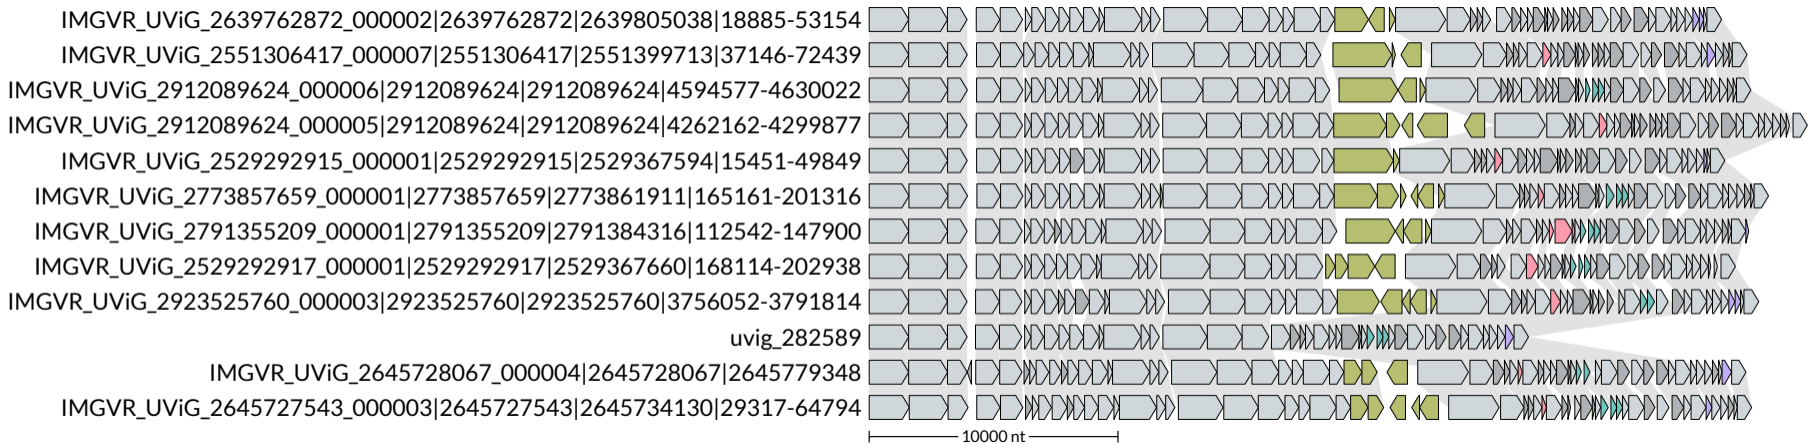 IMGVR_UViG_2639762872_000002|2639762872|2639805038|18885-53154
IMGVR_UViG_2551306417_000007|2551306417|2551399713|37146-72439
IMGVR_UViG_2912089624_000006|2912089624|2912089624|4594577-4630022
IMGVR_UViG_2912089624_000005|2912089624|2912089624|4262162-4299877
IMGVR_UViG_2529292915_000001|2529292915|2529367594|15451-49849
IMGVR_UViG_2773857659_000001|2773857659|2773861911|165161-201316
IMGVR_UViG_2791355209_000001|2791355209|2791384316|112542-147900
IMGVR_UViG_2529292917_000001|2529292917|2529367660|168114-202938
IMGVR_UViG_2923525760_000003|2923525760|2923525760|3756052-3791814
uvig_282589
IMGVR_UViG_2645728067_000004|2645728067|2645779348
IMGVR_UViG_2645727543_000003|2645727543|2645734130|29317-64794
10000 nt